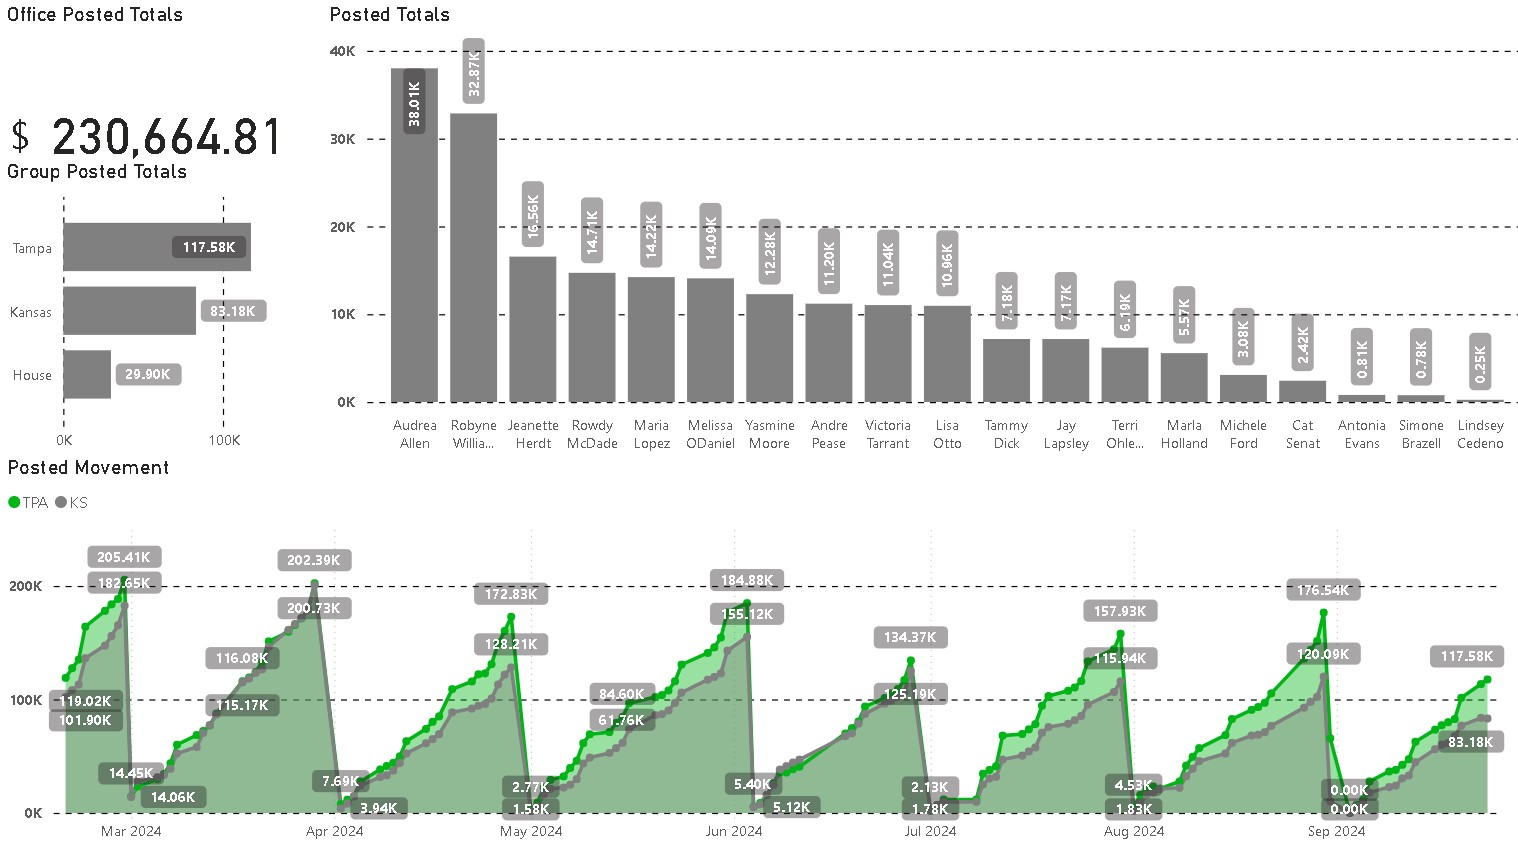 Office Posted Totals
$ 230,664.81
Group Posted Totals
Tampa
117.58K
Kansas
83.18K
House
29.90K
0K
100K
Posted Totals
40K
30K
20K
10K
0K
38.01K
32.87K
16.56K
14.71K
14.22K
14.09K
12.28K
11.20K
11.04K
10.96K
7.18K
7.17K
6.19K
5.57K
3.08K
2.42K
0.81K
0.78K
0.25K
Audrea Allen
Robyne Willia...
Jeanette Herdt
Rowdy McDade
Maria Lopez
Melissa ODaniel
Yasmine Moore
Andre Pease
Victoria Tarrant
Lisa Otto
Tammy Dick
Jay Lapsley
Terri Ohle...
Marla Holland
Michele Ford
Cat Senat
Antonia Evans
Simone Brazell
Lindsey Cedeno
Posted Movement
TPA KS
200K
100K
0K
119.02K
101.90K
205.41K
182.65K
14.45K
14.06K
116.08K
115.17K
202.39K
200.73K
7.69K
3.94K
172.83K
128.21K
2.77K
1.58K
84.60K
61.76K
184.88K
155.12K
5.40K
5.12K
134.37K
125.19K
2.13K
1.78K
157.93K
115.94K
4.53K
1.83K
176.54K
120.09K
0.00K
0.00K
117.58K
83.18K
Mar 2024
Apr 2024
May 2024
Jun 2024
Jul 2024
Aug 2024
Sep 2024